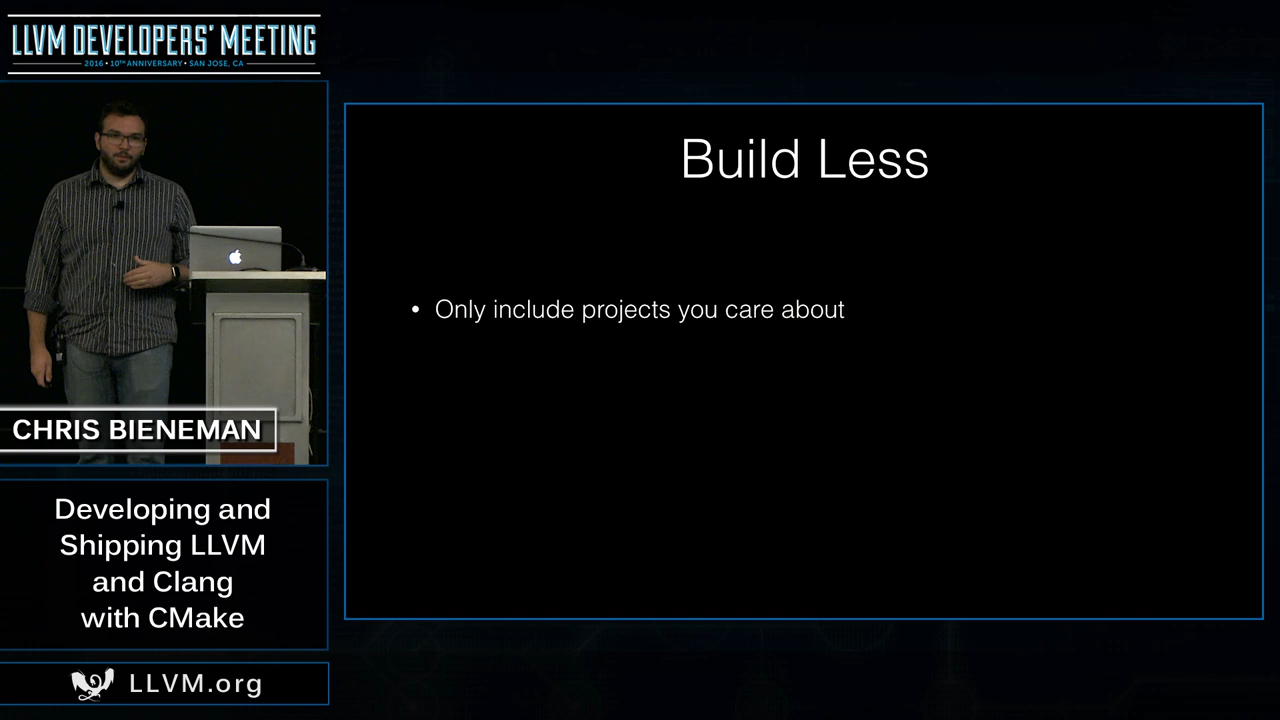 LLVM DEVELOPERS' MEETING
2016 • 10TH ANNIVERSARY • SAN JOSE, CA
Build Less
• Only include projects you care about
CHRIS BIENEMAN
Developing and
Shipping LLVM
and Clang
with CMake
LLVM.org